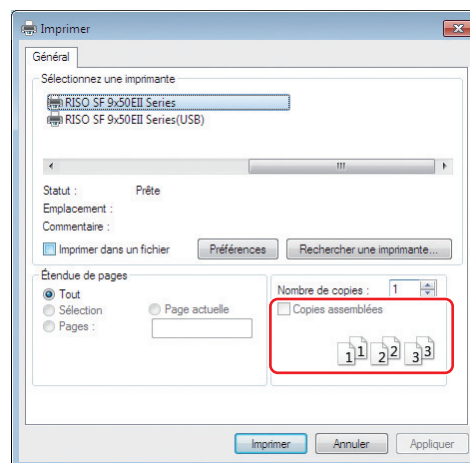 Imprimer
Général
Sélectionnez une imprimante
RISO SF 9x50EII Series
RISO SF 9x50EII Series(USB)
Statut : Prête
Emplacement :
Commentaire :
Imprimer dans un fichier Préférences Rechercher une imprimante...
Étendue de pages
Tout
Sélection Page actuelle
Pages :
Nombre de copies : 1
Copies assemblées
1 1 2 2 3 3
Imprimer Annuler Appliquer